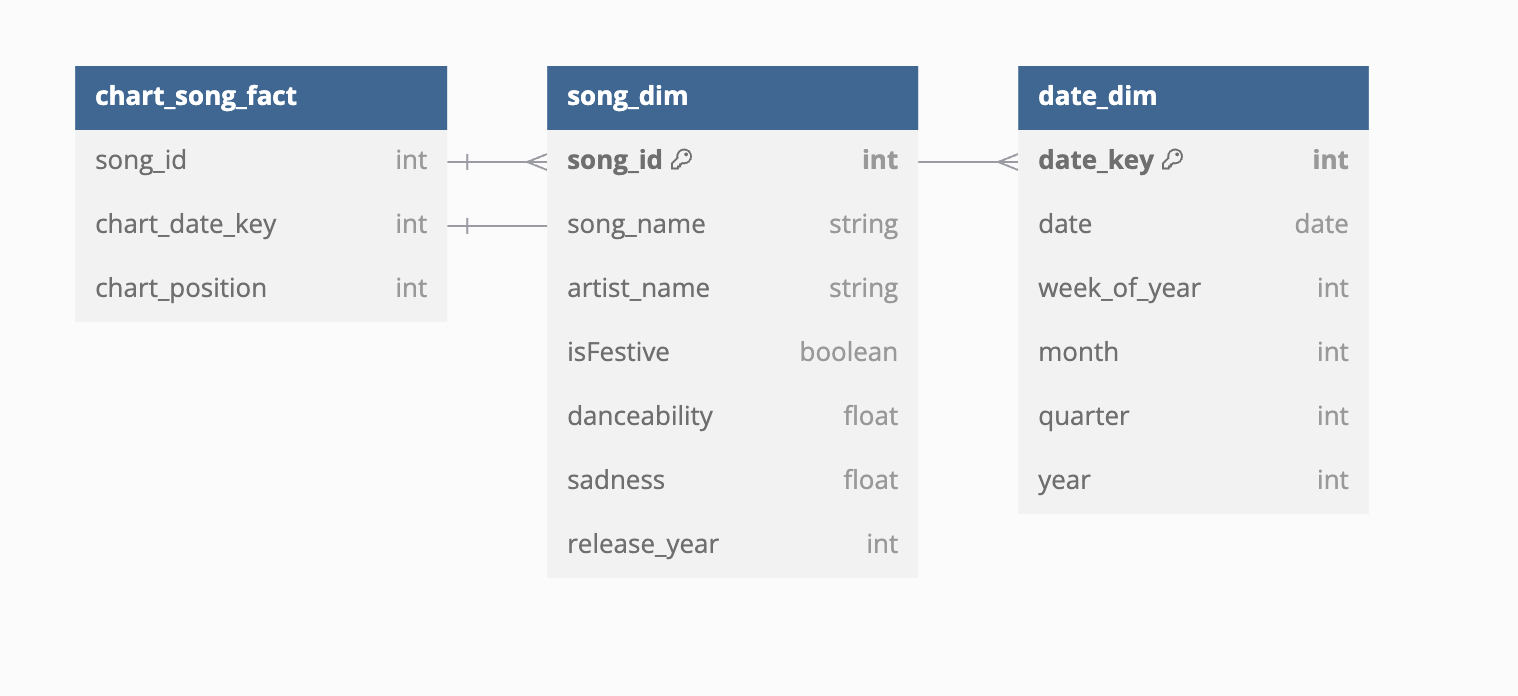 chart_song_fact
song_id int
chart_date_key int
chart_position int
song_dim
song_id int
song_name string
artist_name string
isFestive boolean
danceability float
sadness float
release_year int
date_dim
date_key int
date date
week_of_year int
month int
quarter int
year int